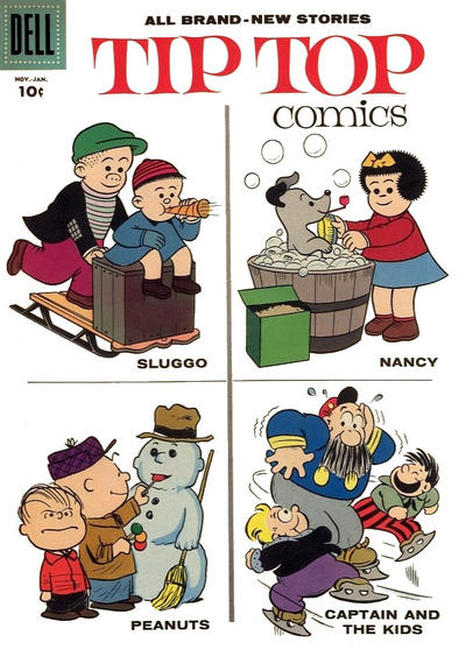 DELL
ALL BRAND-NEW STORIES
TIP TOP
comics
NOV.-JAN.
10¢
SLUGGO
NANCY
PEANUTS
CAPTAIN AND
THE KIDS